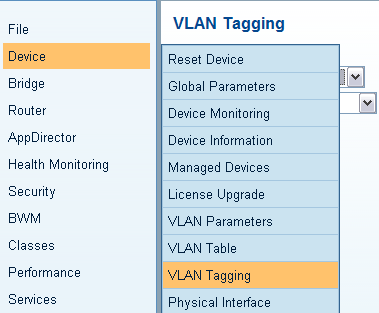 VLAN Tagging
File
Device
Bridge
Router
AppDirector
Health Monitoring
Security
BWM
Classes
Performance
Services
Reset Device
Global Parameters
Device Monitoring
Device Information
Managed Devices
License Upgrade
VLAN Parameters
VLAN Table
VLAN Tagging
Physical Interface